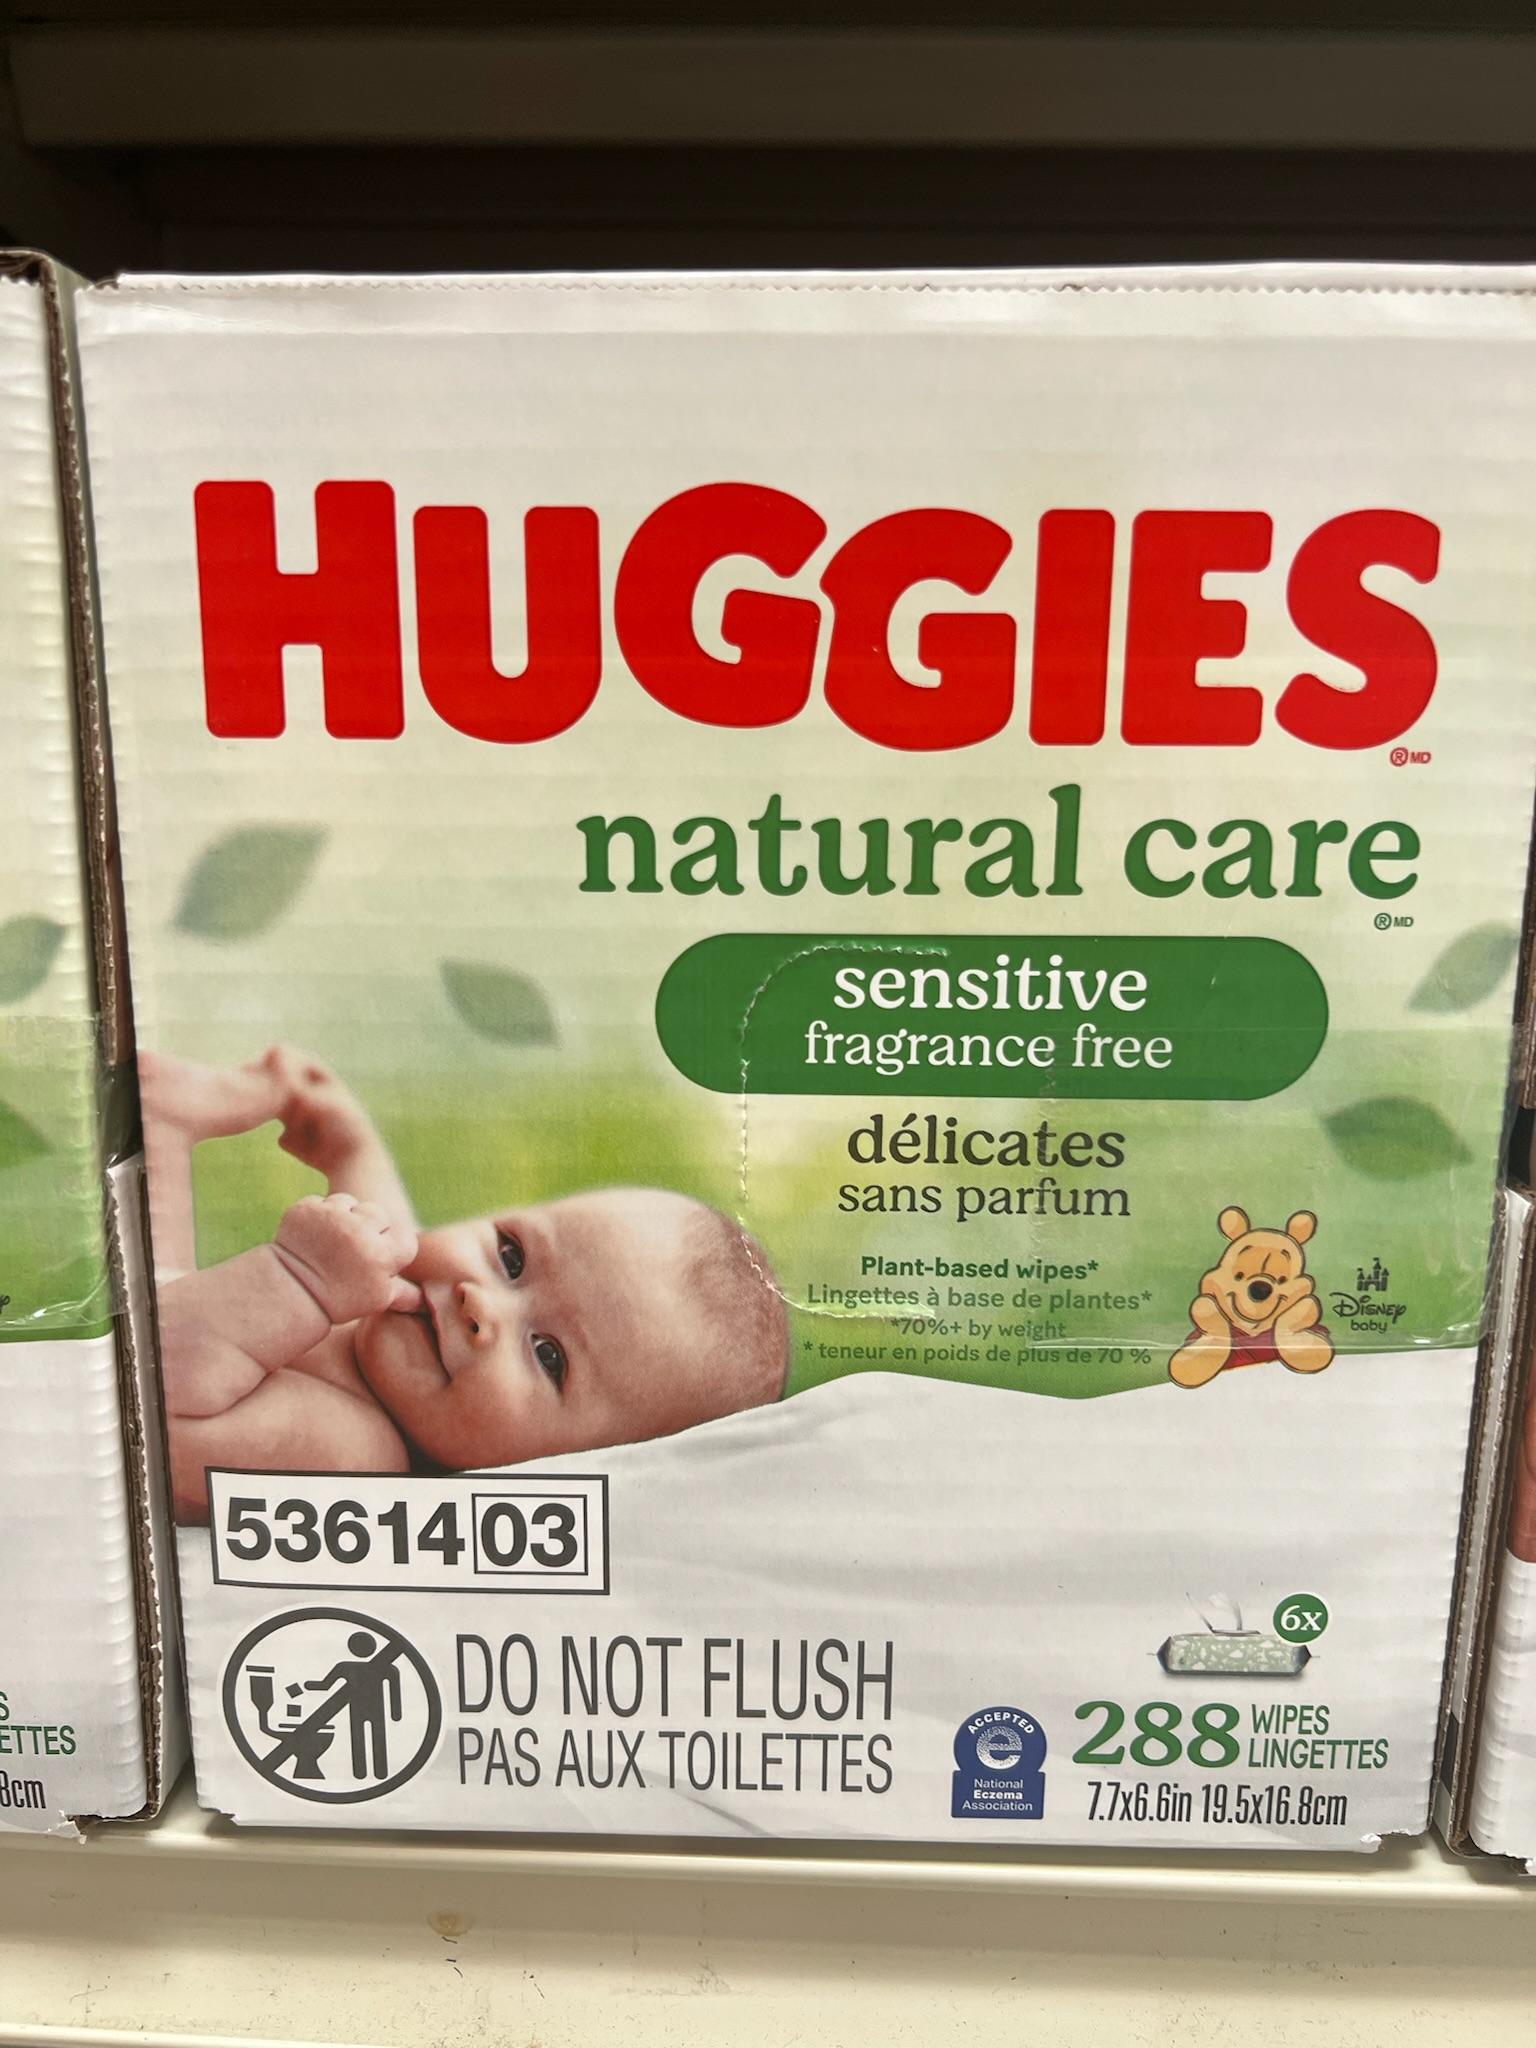 HUGGIES
®MD
natural care
®MD
sensitive
fragrance free
délicates
sans parfum
Plant-based wipes*
Lingettes à base de plantes*
*70%+ by weight
* teneur en poids de plus de 70 %
Disney
baby
53614 03
DO NOT FLUSH
PAS AUX TOILETTES
6x
ACCEPTED
National
Eczema
Association
288 WIPES
LINGETTES
7.7x6.6in 19.5x16.8cm
S
ETTES
8cm